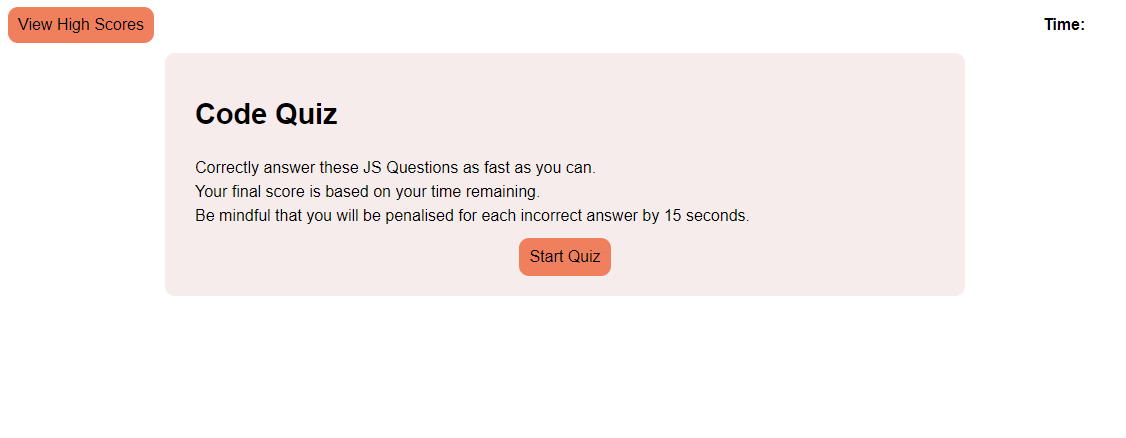 View High Scores
Time:
Code Quiz
Correctly answer these JS Questions as fast as you can.
Your final score is based on your time remaining.
Be mindful that you will be penalised for each incorrect answer by 15 seconds.
Start Quiz